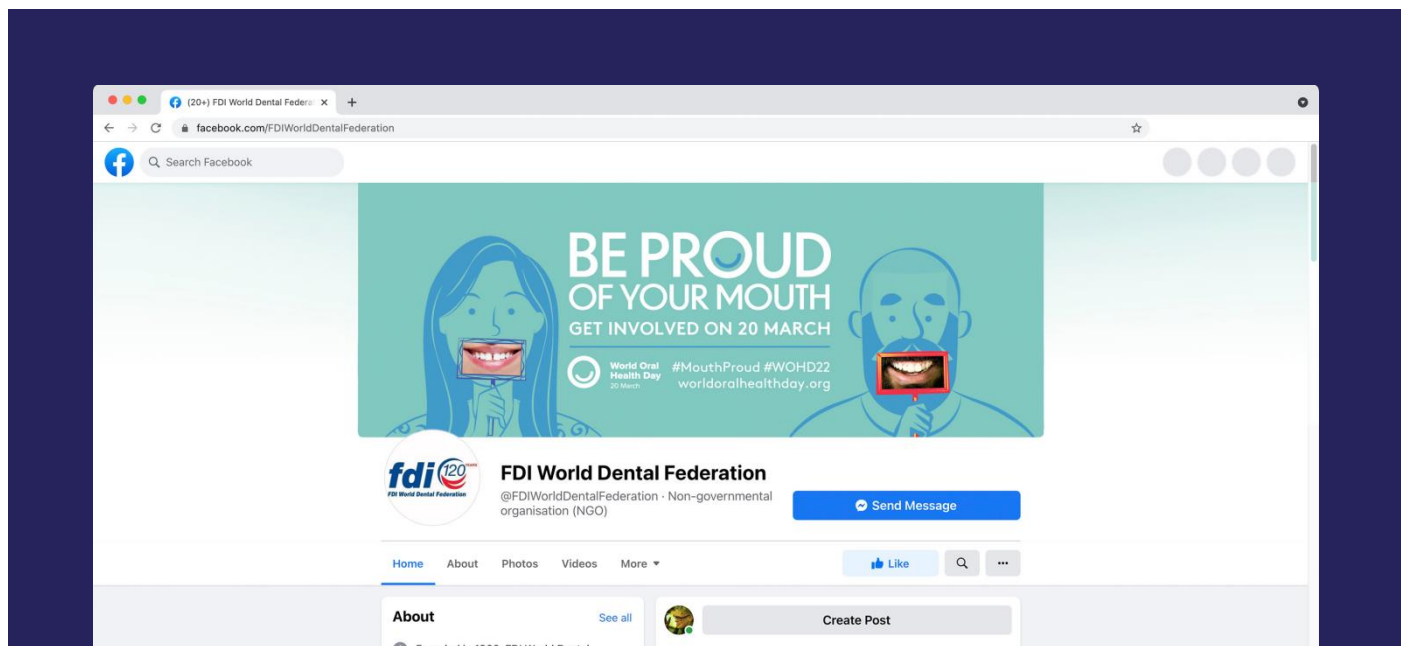 (20+) FDI World Dental Federa
facebook.com/FDIWorldDentalFederation
Search Facebook
BE PROUD
OF YOUR MOUTH
GET INVOLVED ON 20 MARCH
World Oral
Health Day
20 March
#MouthProud #WOHD22
worldoralhealthday.org
fdi 120 YEARS
FDI World Dental Federation
FDI World Dental Federation
@FDIWorldDentalFederation · Non-governmental
organisation (NGO)
Send Message
Home About Photos Videos More
Like
About See all
Create Post